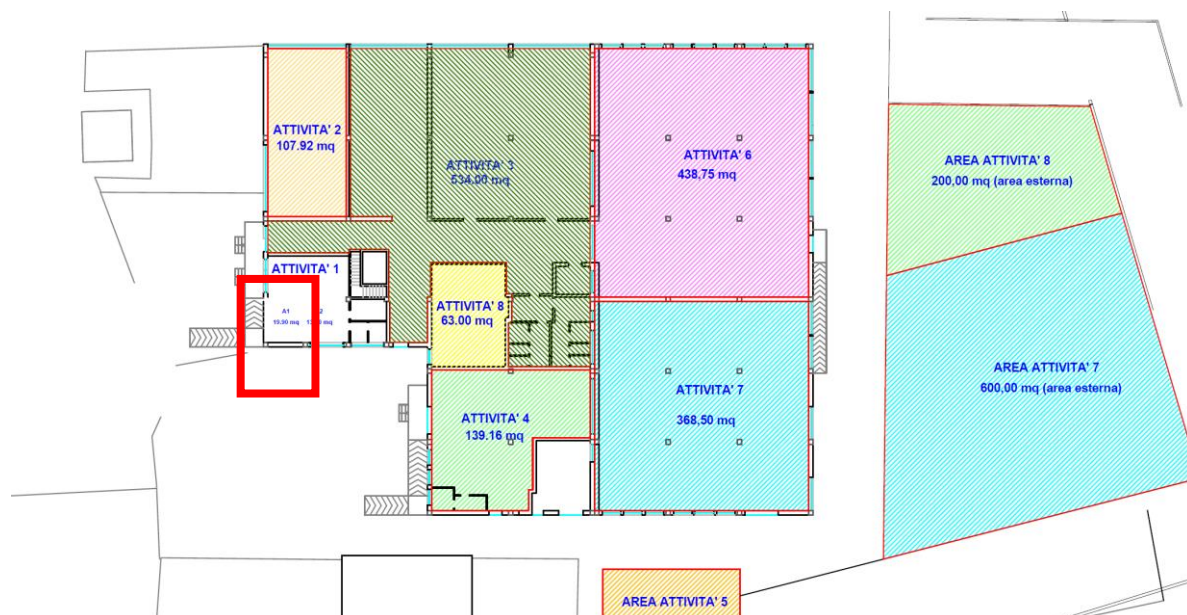 ATTIVITA' 2
107.92 mq
ATTIVITA' 3
534.00 mq
ATTIVITA' 6
438,75 mq
AREA ATTIVITA' 8
200,00 mq (area esterna)
ATTIVITA' 1
A1
19.90 mq
ATTIVITA' 8
63.00 mq
AREA ATTIVITA' 7
600,00 mq (area esterna)
ATTIVITA' 7
368,50 mq
ATTIVITA' 4
139.16 mq
AREA ATTIVITA' 5